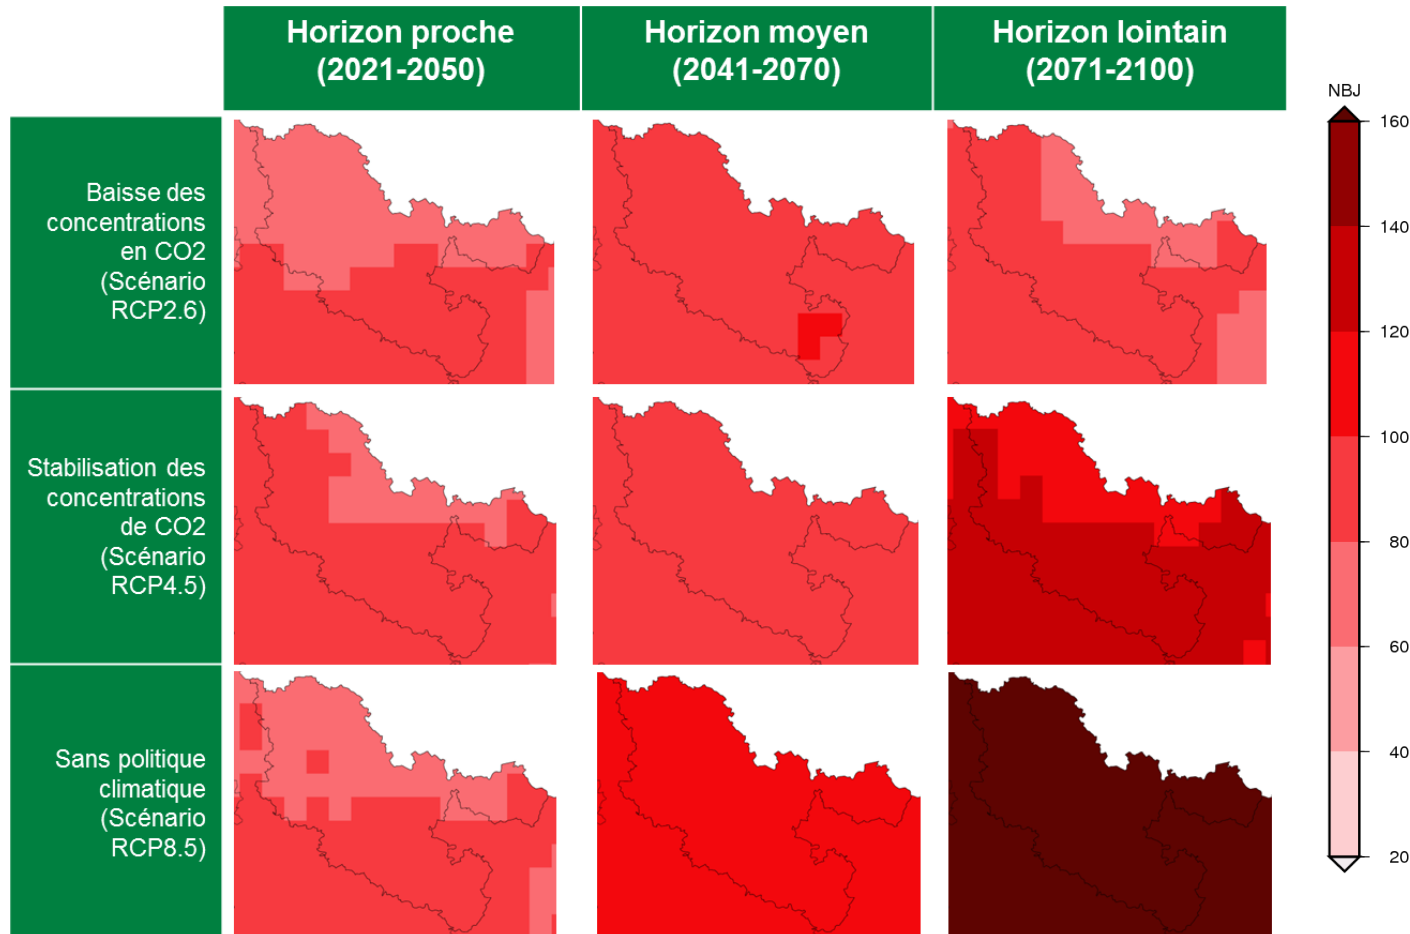 Horizon proche
(2021-2050)
Horizon moyen
(2041-2070)
Horizon lointain
(2071-2100)
Baisse des
concentrations
en CO2
(Scénario
RCP2.6)
Stabilisation des
concentrations
de CO2
(Scénario
RCP4.5)
Sans politique
climatique
(Scénario
RCP8.5)
NBJ
160
140
120
100
80
60
40
20